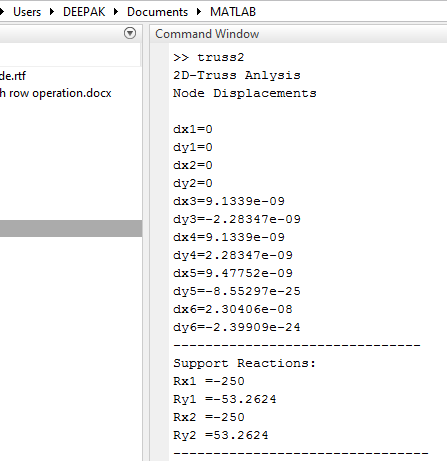 Users ▶ DEEPAK ▶ Documents ▶ MATLAB
de.rtf
h row operation.docx
Command Window
>> truss2
2D-Truss Anlysis
Node Displacements
dx1=0
dy1=0
dx2=0
dy2=0
dx3=9.1339e-09
dy3=-2.28347e-09
dx4=9.1339e-09
dy4=2.28347e-09
dx5=9.47752e-09
dy5=-8.55297e-25
dx6=2.30406e-08
dy6=-2.39909e-24
-------------------------------
Support Reactions:
Rx1 =-250
Ry1 =-53.2624
Rx2 =-250
Ry2 =53.2624
--------------------------------